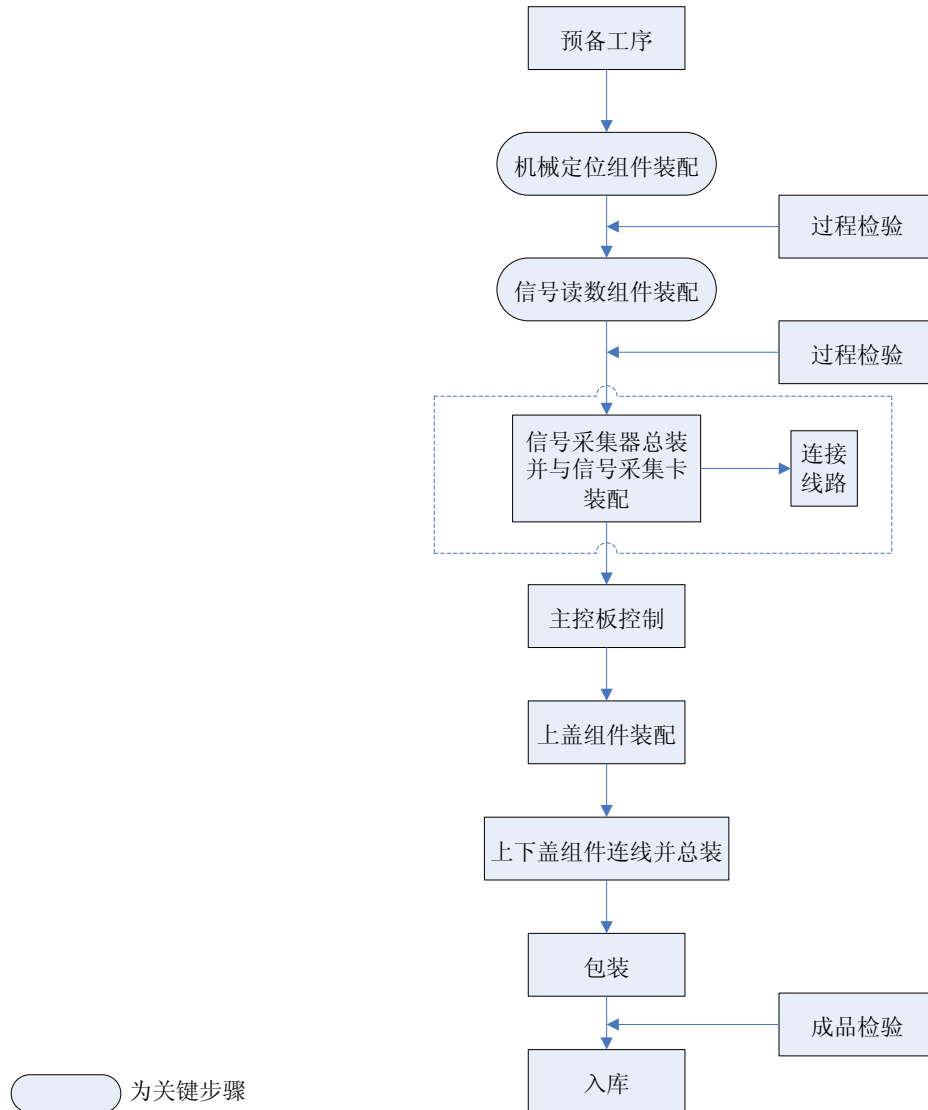 预备工序
机械定位组件装配
过程检验
信号读数组件装配
过程检验
信号采集器总装
并与信号采集卡
装配
连接
线路
主控板控制
上盖组件装配
上下盖组件连线并总装
包装
成品检验
入库
为关键步骤